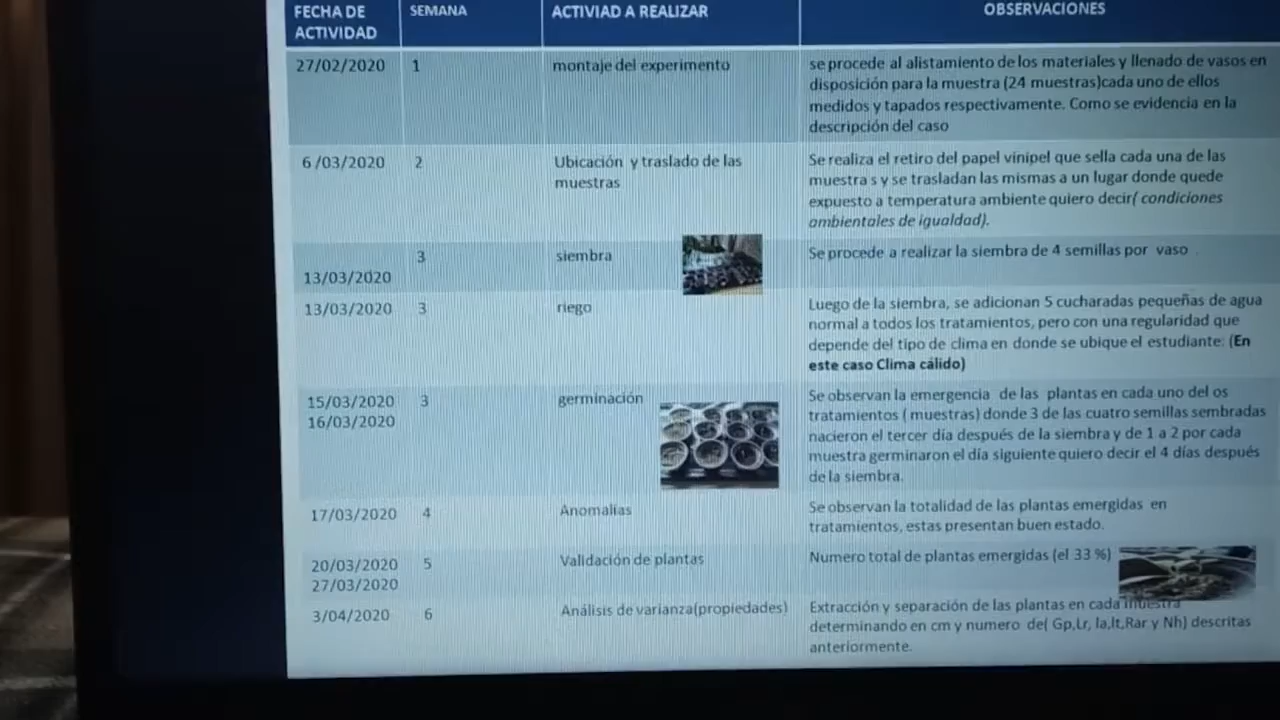 FECHA DE
ACTIVIDAD
SEMANA
ACTIVIAD A REALIZAR
OBSERVACIONES
27/02/2020
1
montaje del experimento
se procede al alistamiento de los materiales y llenado de vasos en
disposición para la muestra (24 muestras)cada uno de ellos
medidos y tapados respectivamente. Como se evidencia en la
descripción del caso
6 /03/2020
2
Ubicación y traslado de las
muestras
Se realiza el retiro del papel vinipel que sella cada una de las
muestra s y se trasladan las mismas a un lugar donde quede
expuesto a temperatura ambiente quiero decir( condiciones
ambientales de igualdad).
13/03/2020
3
siembra
Se procede a realizar la siembra de 4 semillas por vaso
13/03/2020
3
riego
Luego de la siembra, se adicionan 5 cucharadas pequeñas de agua
normal a todos los tratamientos, pero con una regularidad que
depende del tipo de clima en donde se ubique el estudiante: (En
este caso Clima cálido)
15/03/2020
16/03/2020
3
germinación
Se observan la emergencia de las plantas en cada uno del os
tratamientos ( muestras) donde 3 de las cuatro semillas sembradas
nacieron el tercer día después de la siembra y de 1 a 2 por cada
muestra germinaron el día siguiente quiero decir el 4 días después
de la siembra.
17/03/2020
4
Anomalías
Se observan la totalidad de las plantas emergidas en
tratamientos, estas presentan buen estado.
20/03/2020
27/03/2020
5
Validación de plantas
Numero total de plantas emergidas (el 33 %)
3/04/2020
6
Análisis de varianza(propiedades)
Extracción y separación de las plantas en cada muestra
determinando en cm y numero de( Gp,Lr, la,lt,Rar y Nh) descritas
anteriormente.